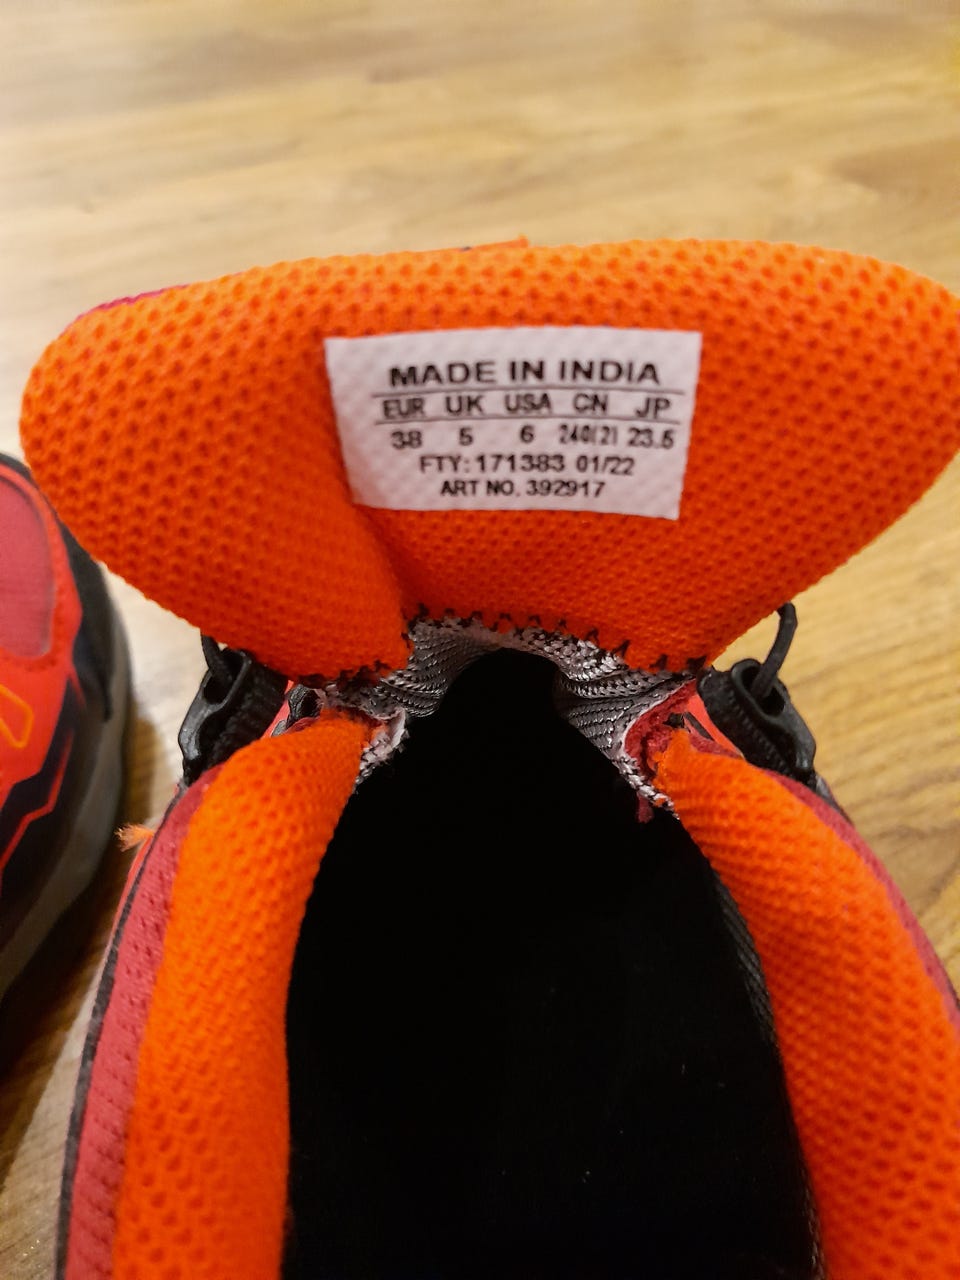 MADE IN INDIA
EUR UK USA CN JP
38 5 6 240(2) 23.5
FTY: 171383 01/22
ART NO. 392917